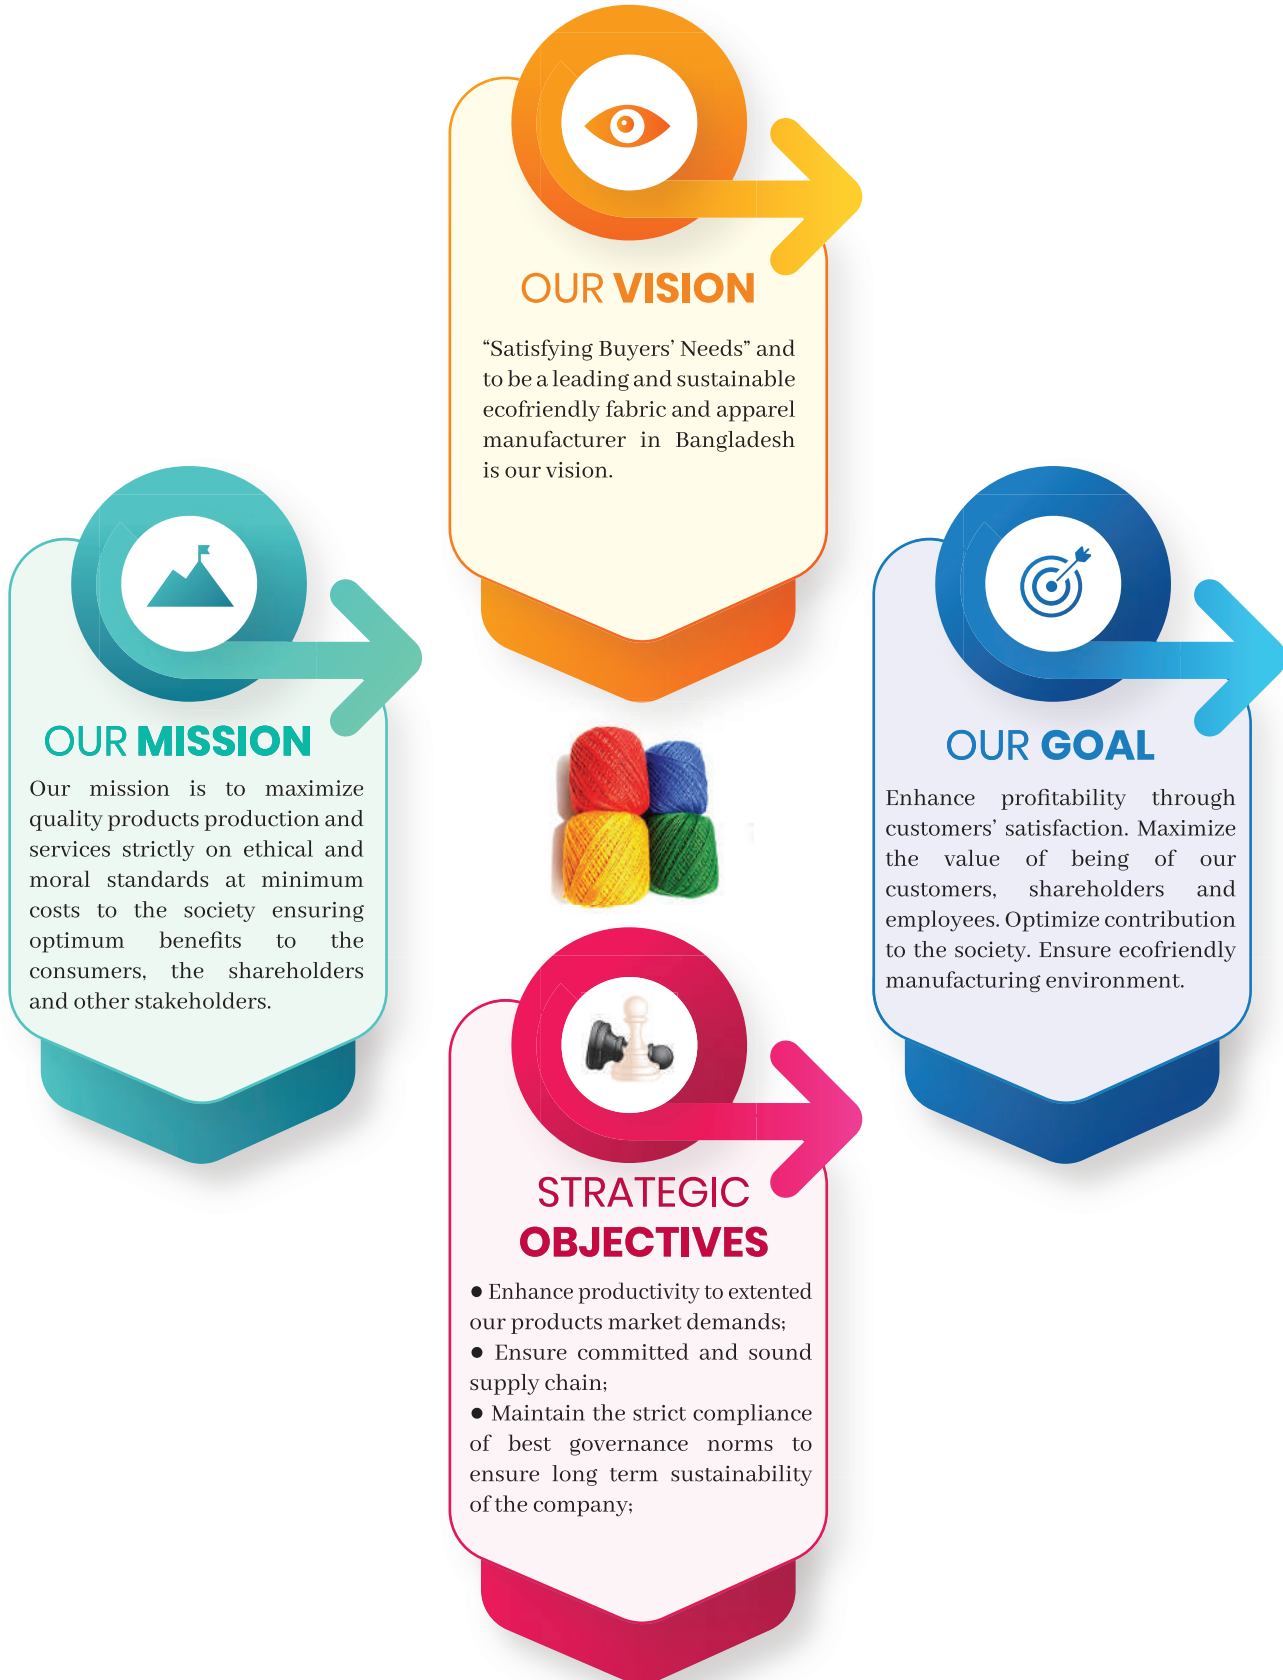 OUR VISION
“Satisfying Buyers’ Needs” and
to be a leading and sustainable
ecofriendly fabric and apparel
manufacturer in Bangladesh
is our vision.
OUR MISSION
Our mission is to maximize
quality products production and
services strictly on ethical and
moral standards at minimum
costs to the society ensuring
optimum benefits to the
consumers, the shareholders
and other stakeholders.
OUR GOAL
Enhance profitability through
customers’ satisfaction. Maximize
the value of being of our
customers, shareholders and
employees. Optimize contribution
to the society. Ensure ecofriendly
manufacturing environment.
STRATEGIC
OBJECTIVES
● Enhance productivity to extented
our products market demands;
● Ensure committed and sound
supply chain;
● Maintain the strict compliance
of best governance norms to
ensure long term sustainability
of the company;